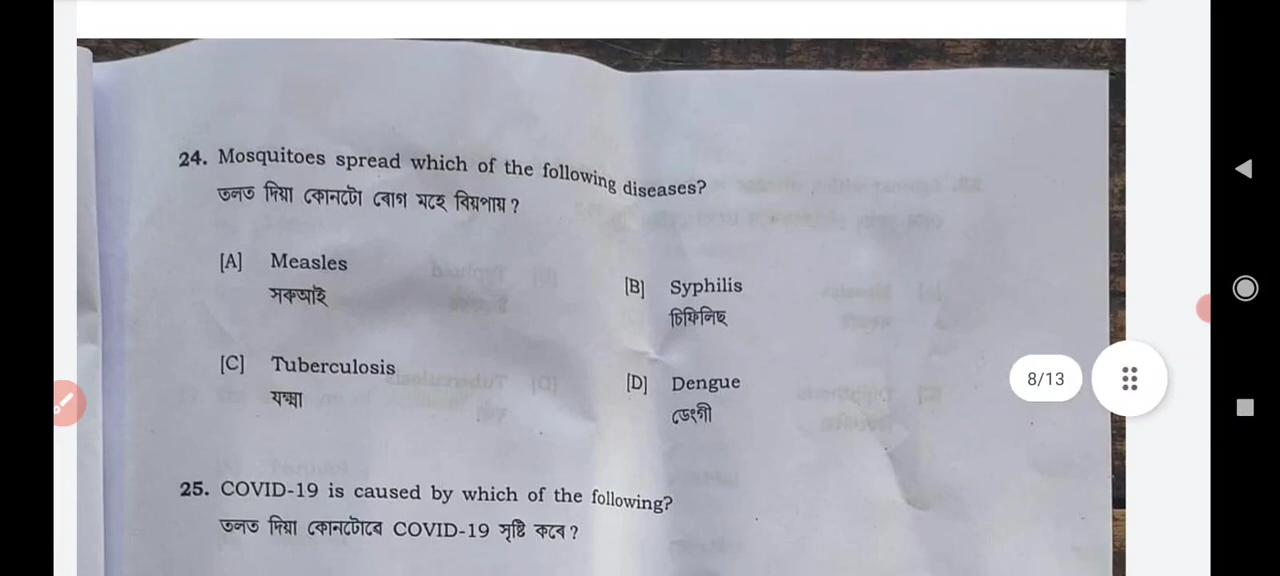 24. Mosquitoes spread which of the following diseases?
তলত দিয়া কোনটো ৰোগ মহে বিয়পায় ?
[A] Measles
সৰুআই
[B] Syphilis
চিফিলিছ
[C] Tuberculosis
যক্ষ্মা
[D] Dengue
ডেংগী
8/13
25. COVID-19 is caused by which of the following?
তলত দিয়া কোনটোৱে COVID-19 সৃষ্টি কৰে ?